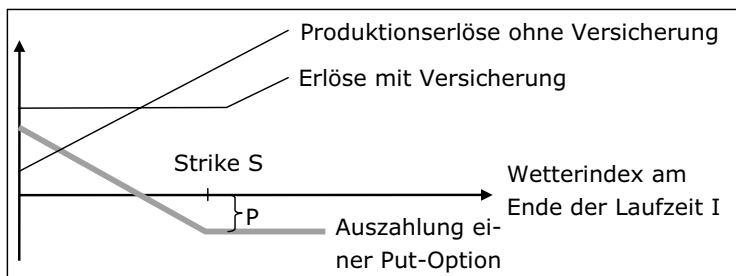 Produktionserlöse ohne Versicherung
Erlöse mit Versicherung
Strike S
Wetterindex am
Ende der Laufzeit I
P
Auszahlung ei-
ner Put-Option